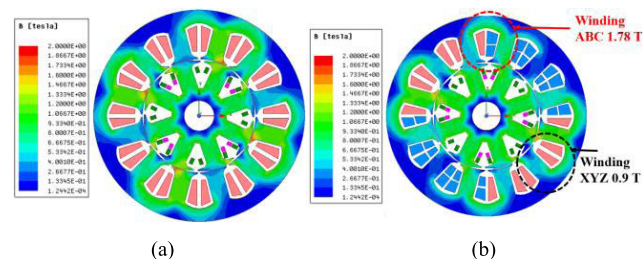 B [tesla]
2.0000E+00
1.8667E+00
1.7334E+00
1.6000E+00
1.4667E+00
1.3334E+00
1.2000E+00
1.0667E+00
9.3340E-01
8.0007E-01
6.6675E-01
5.3342E-01
4.0010E-01
2.6677E-01
1.3345E-01
1.2442E-04
(a)
B [tesla]
2.0000E+00
1.8667E+00
1.7334E+00
1.6000E+00
1.4667E+00
1.3334E+00
1.2000E+00
1.0667E+00
9.3340E-01
8.0007E-01
6.6675E-01
5.3342E-01
4.0010E-01
2.6677E-01
1.3345E-01
1.2442E-04
Winding
ABC 1.78 T
Winding
XYZ 0.9 T
(b)